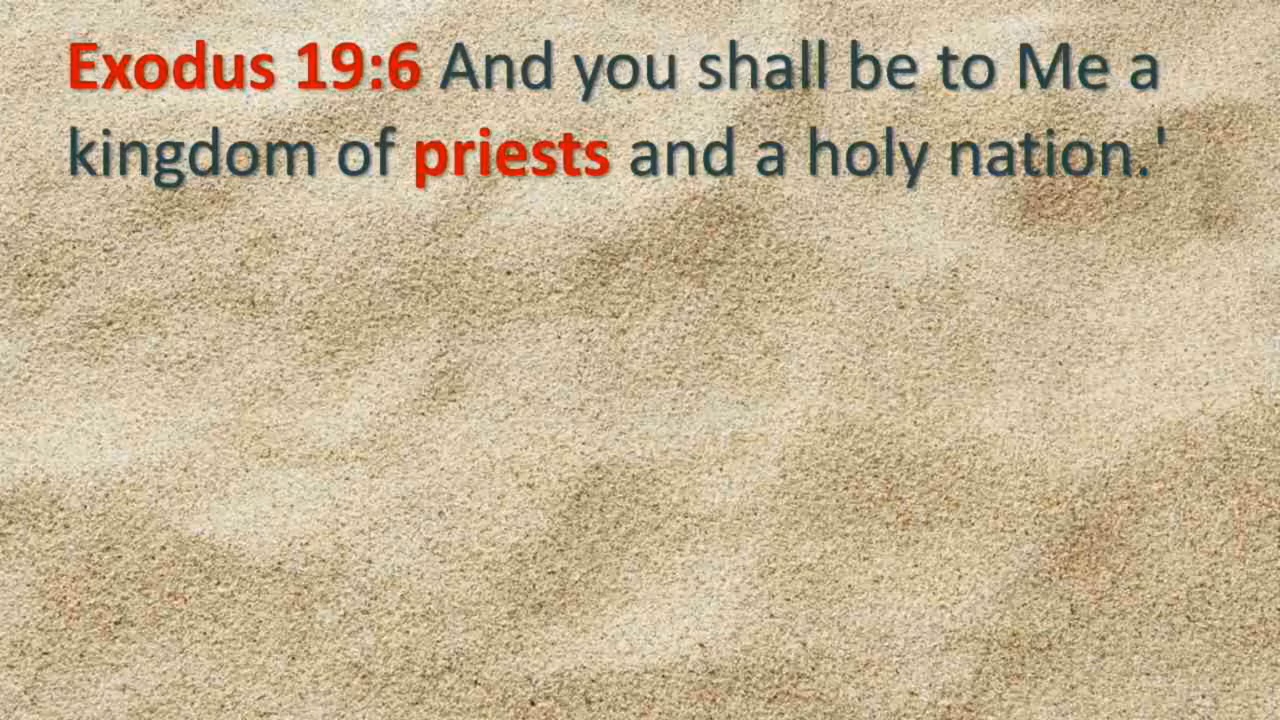 Exodus 19:6 And you shall be to Me a
kingdom of priests and a holy nation.'